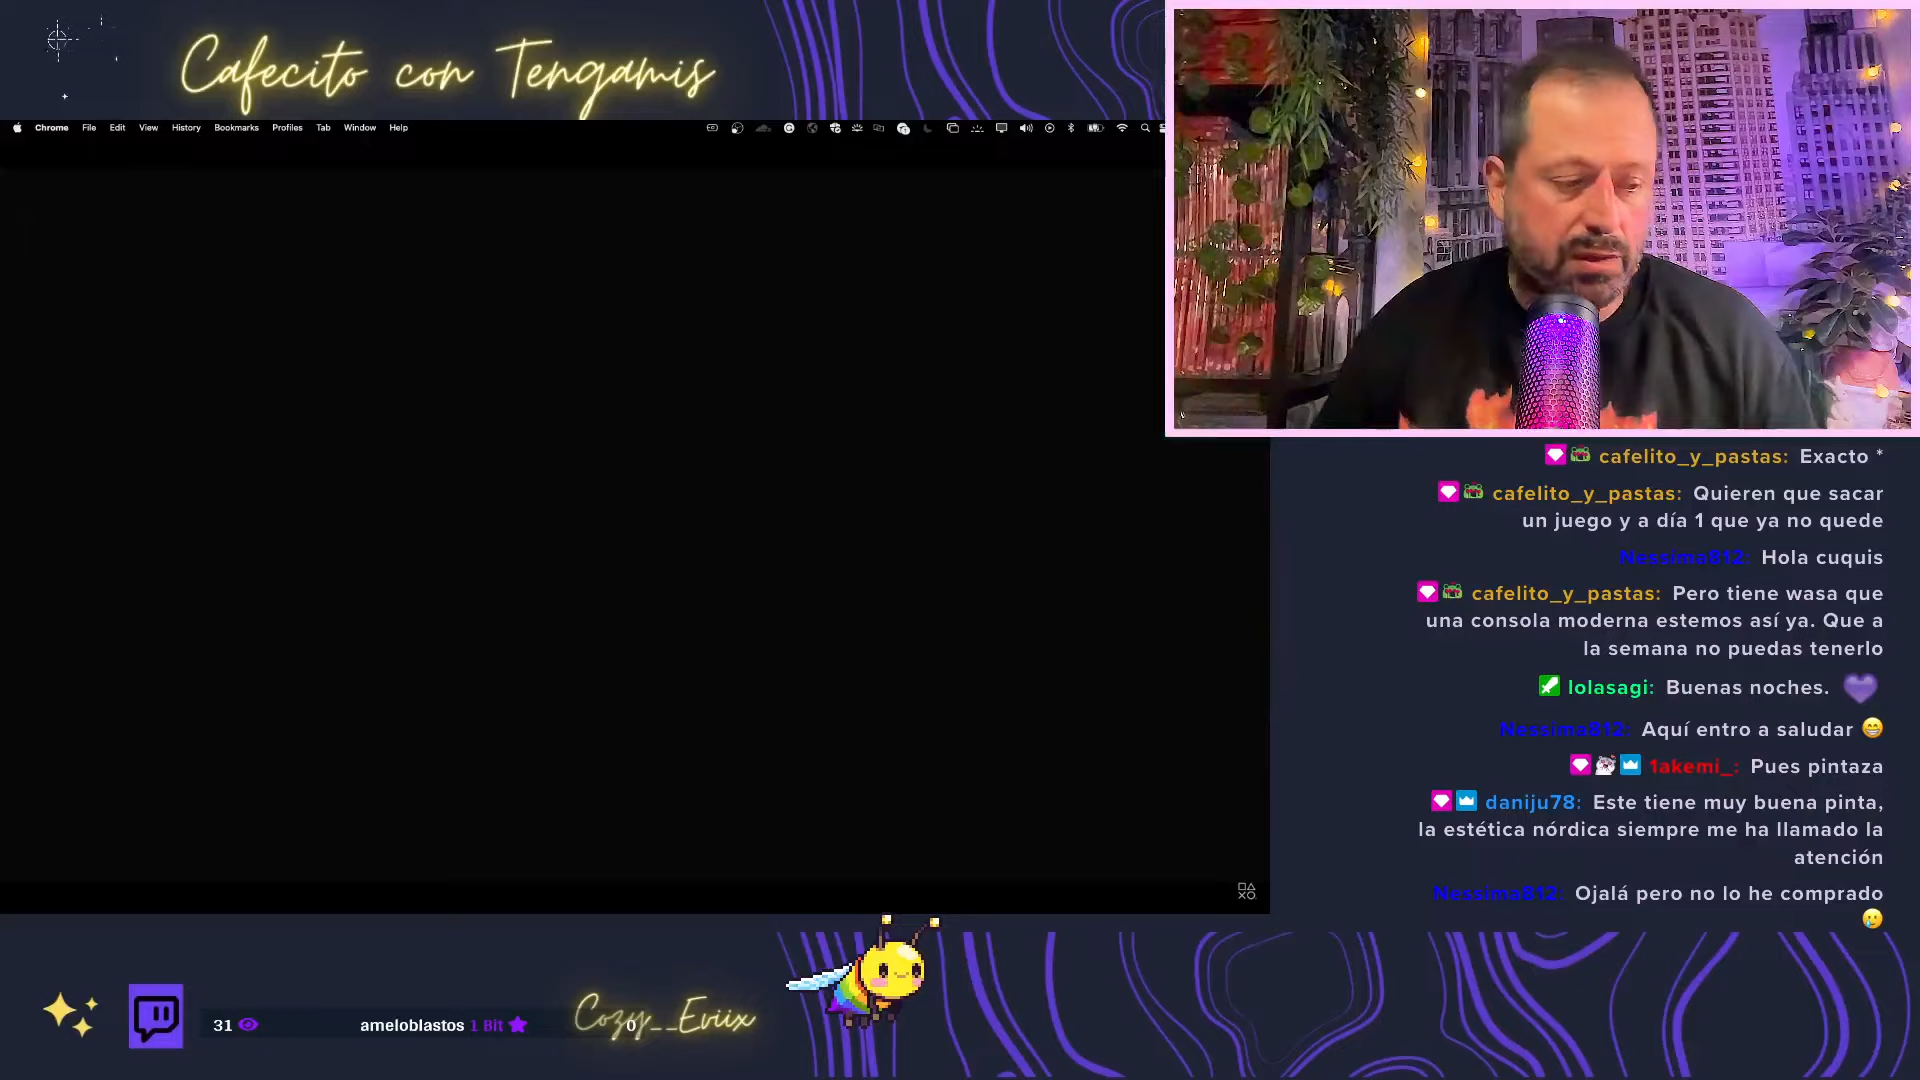 Cafecito con Tengamis
Chrome File Edit View History Bookmarks Profiles Tab Window Help
cafelito_y_pastas: Exacto *
cafelito_y_pastas: Quieren que sacar
un juego y a día 1 que ya no quede
Nessima812: Hola cuquis
cafelito_y_pastas: Pero tiene wasa que
una consola moderna estemos así ya. Que a
la semana no puedas tenerlo
lolasagi: Buenas noches. 💜
Nessima812: Aquí entro a saludar 😁
1akemi_: Pues pintaza
daniju78: Este tiene muy buena pinta,
la estética nórdica siempre me ha llamado la
atención
Nessima812: Ojalá pero no lo he comprado
🥲
31 ameloblastos 1 Bit 0
Cozy__Eviix